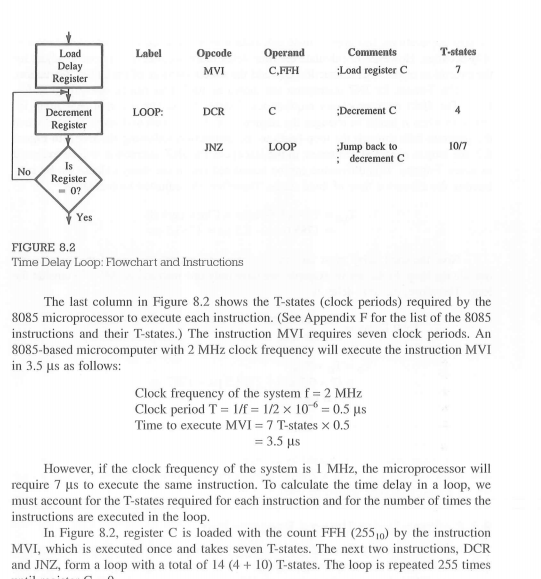 Load
Delay
Register
Decrement
Register
Is
Register
= 0?
No
Yes
Label Opcode Operand Comments T-states
MVI C,FFH ;Load register C 7
LOOP: DCR C ;Decrement C 4
JNZ LOOP ;Jump back to 10/7
; decrement C
FIGURE 8.2
Time Delay Loop: Flowchart and Instructions
The last column in Figure 8.2 shows the T-states (clock periods) required by the
8085 microprocessor to execute each instruction. (See Appendix F for the list of the 8085
instructions and their T-states.) The instruction MVI requires seven clock periods. An
8085-based microcomputer with 2 MHz clock frequency will execute the instruction MVI
in 3.5 μs as follows:
Clock frequency of the system f = 2 MHz
Clock period T = 1/f = 1/2 × 10⁻⁶ = 0.5 μs
Time to execute MVI = 7 T-states × 0.5
= 3.5 μs
However, if the clock frequency of the system is 1 MHz, the microprocessor will
require 7 μs to execute the same instruction. To calculate the time delay in a loop, we
must account for the T-states required for each instruction and for the number of times the
instructions are executed in the loop.
In Figure 8.2, register C is loaded with the count FFH (255₁₀) by the instruction
MVI, which is executed once and takes seven T-states. The next two instructions, DCR
and JNZ, form a loop with a total of 14 (4 + 10) T-states. The loop is repeated 255 times